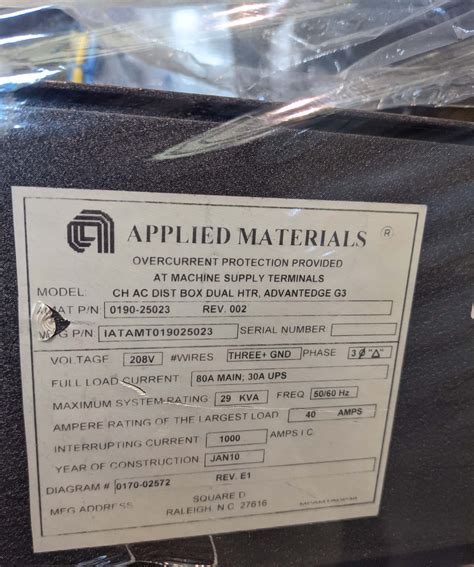 APPLIED MATERIALS ®
OVERCURRENT PROTECTION PROVIDED
AT MACHINE SUPPLY TERMINALS
MODEL: CH AC DIST BOX DUAL HTR, ADVANTEDGE G3
MAT P/N 0190-25023 REV. 002
P/N: IATAMT019025023 SERIAL NUMBER
VOLTAGE 208V #WIRES THREE+ GND PHASE 3 Ø "Δ"
FULL LOAD CURRENT 80A MAIN; 30A UPS
MAXIMUM SYSTEM RATING 29 KVA FREQ 50/60 Hz
AMPERE RATING OF THE LARGEST LOAD 40 AMPS
INTERRUPTING CURRENT 1000 AMPS I C
YEAR OF CONSTRUCTION JAN10
DIAGRAM # 0170-02572 REV. E1
MFG ADDRESS SQUARE D
RALEIGH, N C 27616